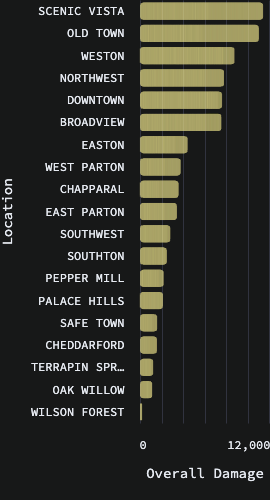 SCENIC VISTA
OLD TOWN
WESTON
NORTHWEST
DOWNTOWN
BROADVIEW
EASTON
WEST PARTON
CHAPPARAL
EAST PARTON
SOUTHWEST
SOUTHTON
PEPPER MILL
PALACE HILLS
SAFE TOWN
CHEDDARFORD
TERRAPIN SPR…
OAK WILLOW
WILSON FOREST
Location
0 12,000
Overall Damage